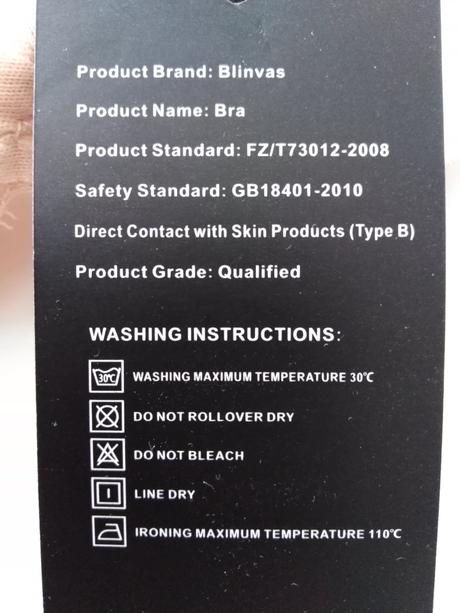 Product Brand: Blinvas
Product Name: Bra
Product Standard: FZ/T73012-2008
Safety Standard: GB18401-2010
Direct Contact with Skin Products (Type B)
Product Grade: Qualified
WASHING INSTRUCTIONS:
30℃ WASHING MAXIMUM TEMPERATURE 30℃
DO NOT ROLLOVER DRY
DO NOT BLEACH
LINE DRY
IRONING MAXIMUM TEMPERATURE 110℃